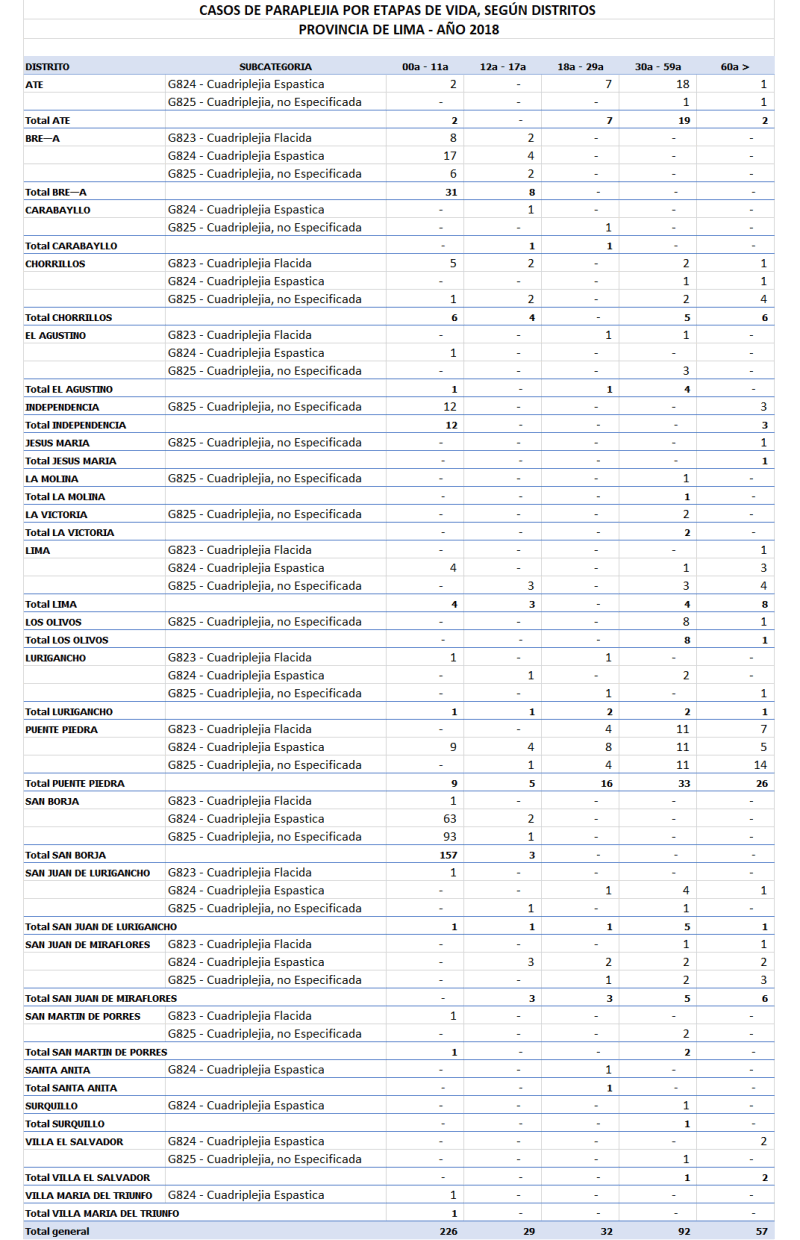 CASOS DE PARAPLEJIA POR ETAPAS DE VIDA, SEGÚN DISTRITOS
PROVINCIA DE LIMA - AÑO 2018
DISTRITO SUBCATEGORIA 00a - 11a 12a - 17a 18a - 29a 30a - 59a 60a >
ATE G824 - Cuadriplejia Espastica 2 - 7 18 1
G825 - Cuadriplejia, no Especificada - - - 1 1
Total ATE 2 - 7 19 2
BRE—A G823 - Cuadriplejia Flacida 8 2 - - -
G824 - Cuadriplejia Espastica 17 4 - - -
G825 - Cuadriplejia, no Especificada 6 2 - - -
Total BRE—A 31 8 - - -
CARABAYLLO G824 - Cuadriplejia Espastica - 1 - - -
G825 - Cuadriplejia, no Especificada - - 1 - -
Total CARABAYLLO - 1 1 - -
CHORRILLOS G823 - Cuadriplejia Flacida 5 2 - 2 1
G824 - Cuadriplejia Espastica - - - 1 1
G825 - Cuadriplejia, no Especificada 1 2 - 2 4
Total CHORRILLOS 6 4 - 5 6
EL AGUSTINO G823 - Cuadriplejia Flacida - - 1 1 -
G824 - Cuadriplejia Espastica 1 - - - -
G825 - Cuadriplejia, no Especificada - - - 3 -
Total EL AGUSTINO 1 - 1 4 -
INDEPENDENCIA G825 - Cuadriplejia, no Especificada 12 - - - 3
Total INDEPENDENCIA 12 - - - 3
JESUS MARIA G825 - Cuadriplejia, no Especificada - - - - 1
Total JESUS MARIA - - - - 1
LA MOLINA G825 - Cuadriplejia, no Especificada - - - 1 -
Total LA MOLINA - - - 1 -
LA VICTORIA G825 - Cuadriplejia, no Especificada - - - 2 -
Total LA VICTORIA - - - 2 -
LIMA G823 - Cuadriplejia Flacida - - - - 1
G824 - Cuadriplejia Espastica 4 - - 1 3
G825 - Cuadriplejia, no Especificada - 3 - 3 4
Total LIMA 4 3 - 4 8
LOS OLIVOS G825 - Cuadriplejia, no Especificada - - - 8 1
Total LOS OLIVOS - - - 8 1
LURIGANCHO G823 - Cuadriplejia Flacida 1 - 1 - -
G824 - Cuadriplejia Espastica - 1 - 2 -
G825 - Cuadriplejia, no Especificada - - 1 - 1
Total LURIGANCHO 1 1 2 2 1
PUENTE PIEDRA G823 - Cuadriplejia Flacida - - 4 11 7
G824 - Cuadriplejia Espastica 9 4 8 11 5
G825 - Cuadriplejia, no Especificada - 1 4 11 14
Total PUENTE PIEDRA 9 5 16 33 26
SAN BORJA G823 - Cuadriplejia Flacida 1 - - - -
G824 - Cuadriplejia Espastica 63 2 - - -
G825 - Cuadriplejia, no Especificada 93 1 - - -
Total SAN BORJA 157 3 - - -
SAN JUAN DE LURIGANCHO G823 - Cuadriplejia Flacida 1 - - - -
G824 - Cuadriplejia Espastica - - 1 4 1
G825 - Cuadriplejia, no Especificada - 1 - 1 -
Total SAN JUAN DE LURIGANCHO 1 1 1 5 1
SAN JUAN DE MIRAFLORES G823 - Cuadriplejia Flacida - - - 1 1
G824 - Cuadriplejia Espastica - 3 2 2 2
G825 - Cuadriplejia, no Especificada - - 1 2 3
Total SAN JUAN DE MIRAFLORES - 3 3 5 6
SAN MARTIN DE PORRES G823 - Cuadriplejia Flacida 1 - - - -
G825 - Cuadriplejia, no Especificada - - - 2 -
Total SAN MARTIN DE PORRES 1 - - 2 -
SANTA ANITA G824 - Cuadriplejia Espastica - - 1 - -
Total SANTA ANITA - - 1 - -
SURQUILLO G824 - Cuadriplejia Espastica - - - 1 -
Total SURQUILLO - - - 1 -
VILLA EL SALVADOR G824 - Cuadriplejia Espastica - - - - 2
G825 - Cuadriplejia, no Especificada - - - 1 -
Total VILLA EL SALVADOR - - - 1 2
VILLA MARIA DEL TRIUNFO G824 - Cuadriplejia Espastica 1 - - - -
Total VILLA MARIA DEL TRIUNFO 1 - - - -
Total general 226 29 32 92 57